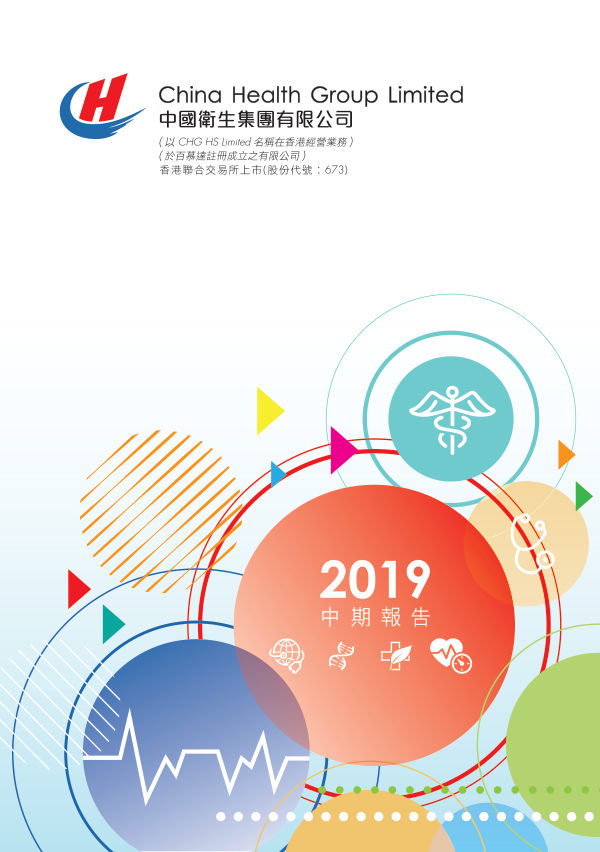 China Health Group Limited
中國衛生集團有限公司
（以 CHG HS Limited 名稱在香港經營業務）
（於百慕達註冊成立之有限公司）
香港聯合交易所上市(股份代號：673)
2019
中期報告